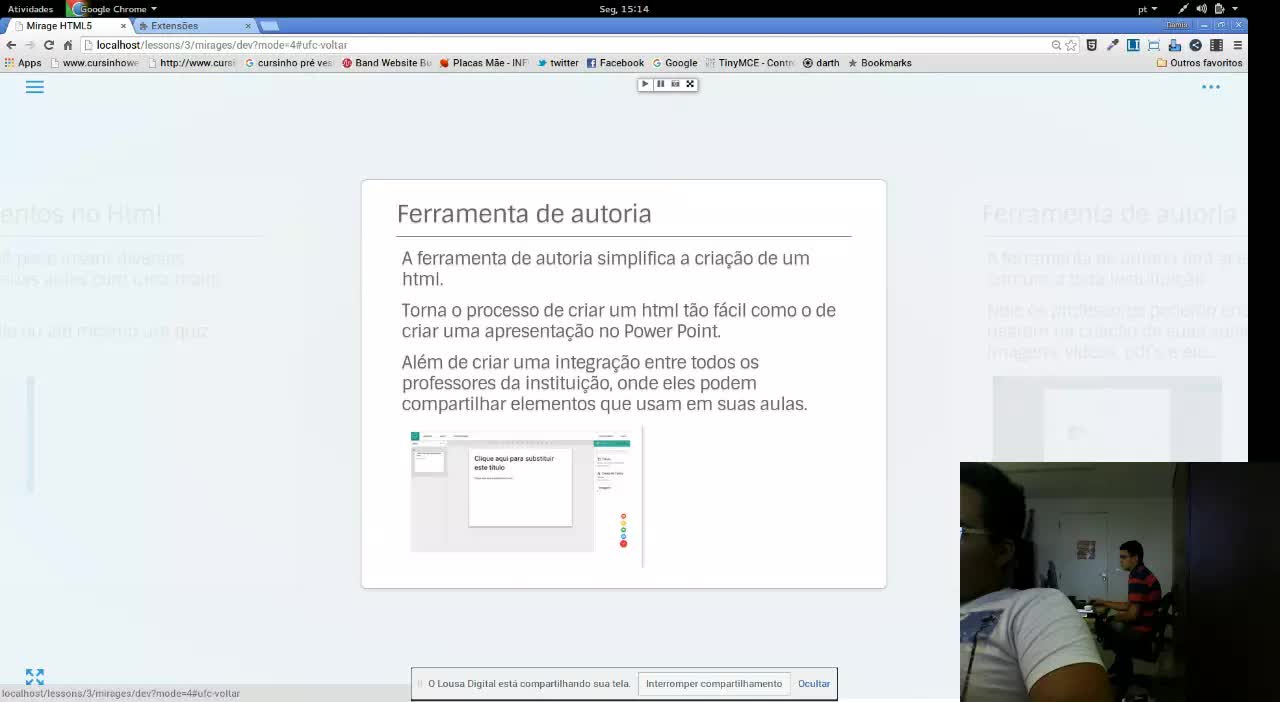 Atividades
Google Chrome
Seg, 15:14
pt
Mirage HTML5
Extensões
localhost/lessons/3/mirages/dev?mode=4#ufc-voltar
Apps
www.cursinhowe
http://www.cursi
cursinho pré ves
Band Website Bu
Placas Mãe - INF
twitter
Facebook
Google
TinyMCE - Contr
darth
Bookmarks
Outros favoritos
entos no Html
Ferramenta de autoria
A ferramenta de autoria simplifica a criação de um
html.
Torna o processo de criar um html tão fácil como o de
criar uma apresentação no Power Point.
Além de criar uma integração entre todos os
professores da instituição, onde eles podem
compartilhar elementos que usam em suas aulas.
Clique aqui para substituir
este título
Ferramenta de autoria
O Lousa Digital está compartilhando sua tela.
Interromper compartilhamento
Ocultar
localhost/lessons/3/mirages/dev?mode=4#ufc-voltar